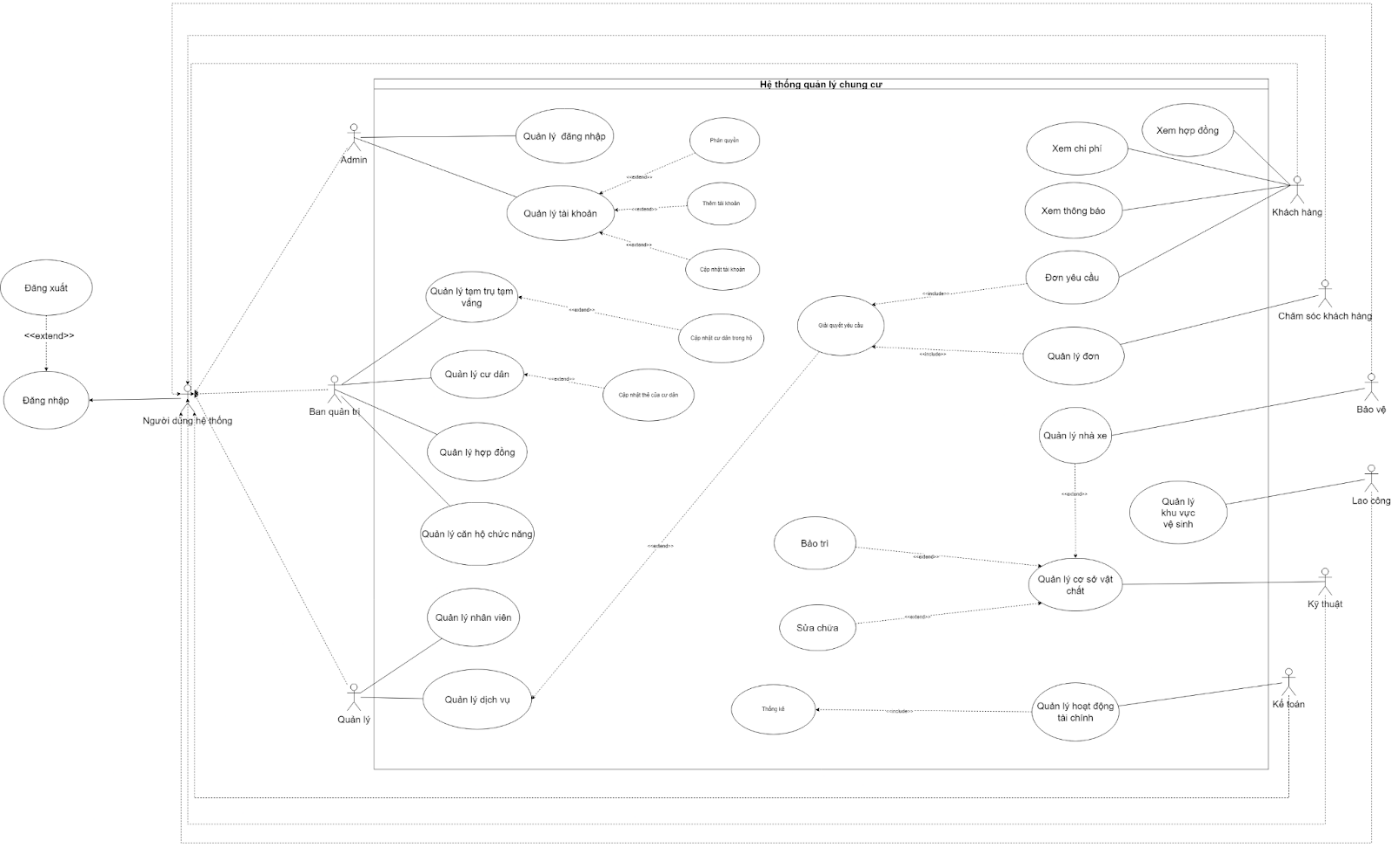 Hệ thống quản lý chung cư
Xem hợp đồng
Quản lý đăng nhập
Phân quyền
Xem chi phí
Admin
<<extend>>
Thêm tài khoản
Quản lý tài khoản
<<extend>>
Xem thông báo
Khách hàng
<<extend>>
Cập nhật tài khoản
Đơn yêu cầu
Đăng xuất
Quản lý tạm trụ tạm
vắng
<<include>>
<<extend>>
Chăm sóc khách hàng
Giải quyết yêu cầu
<<extend>>
Cập nhật cư dân trong hộ
<<include>>
Quản lý đơn
Quản lý cư dân
<<extend>>
Cập nhật thẻ của cư dân
Đăng nhập
Ban quản trị
Bảo vệ
Người dùng hệ thống
Quản lý nhà xe
Quản lý hợp đồng
<<extend>>
Lao công
Quản lý
khu vực
vệ sinh
Quản lý căn hộ chức năng
<<extend>>
Bảo trì
<<extend>>
Quản lý cơ sở vật
chất
Kỹ thuật
Quản lý nhân viên
<<extend>>
Sửa chữa
Quản lý dịch vụ
Kế toán
Thống kê
<<include>>
Quản lý hoạt động
tài chính
Quản lý